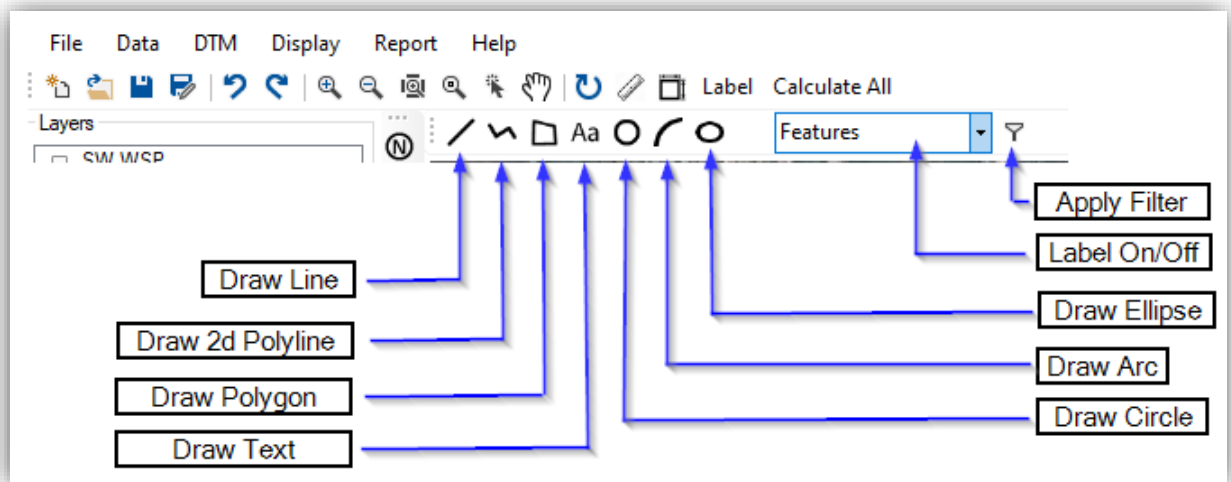 File Data DTM Display Report Help
Label Calculate All
Layers
N
Aa
Features
SW WSP
Apply Filter
Label On/Off
Draw Line
Draw Ellipse
Draw 2d Polyline
Draw Arc
Draw Polygon
Draw Circle
Draw Text